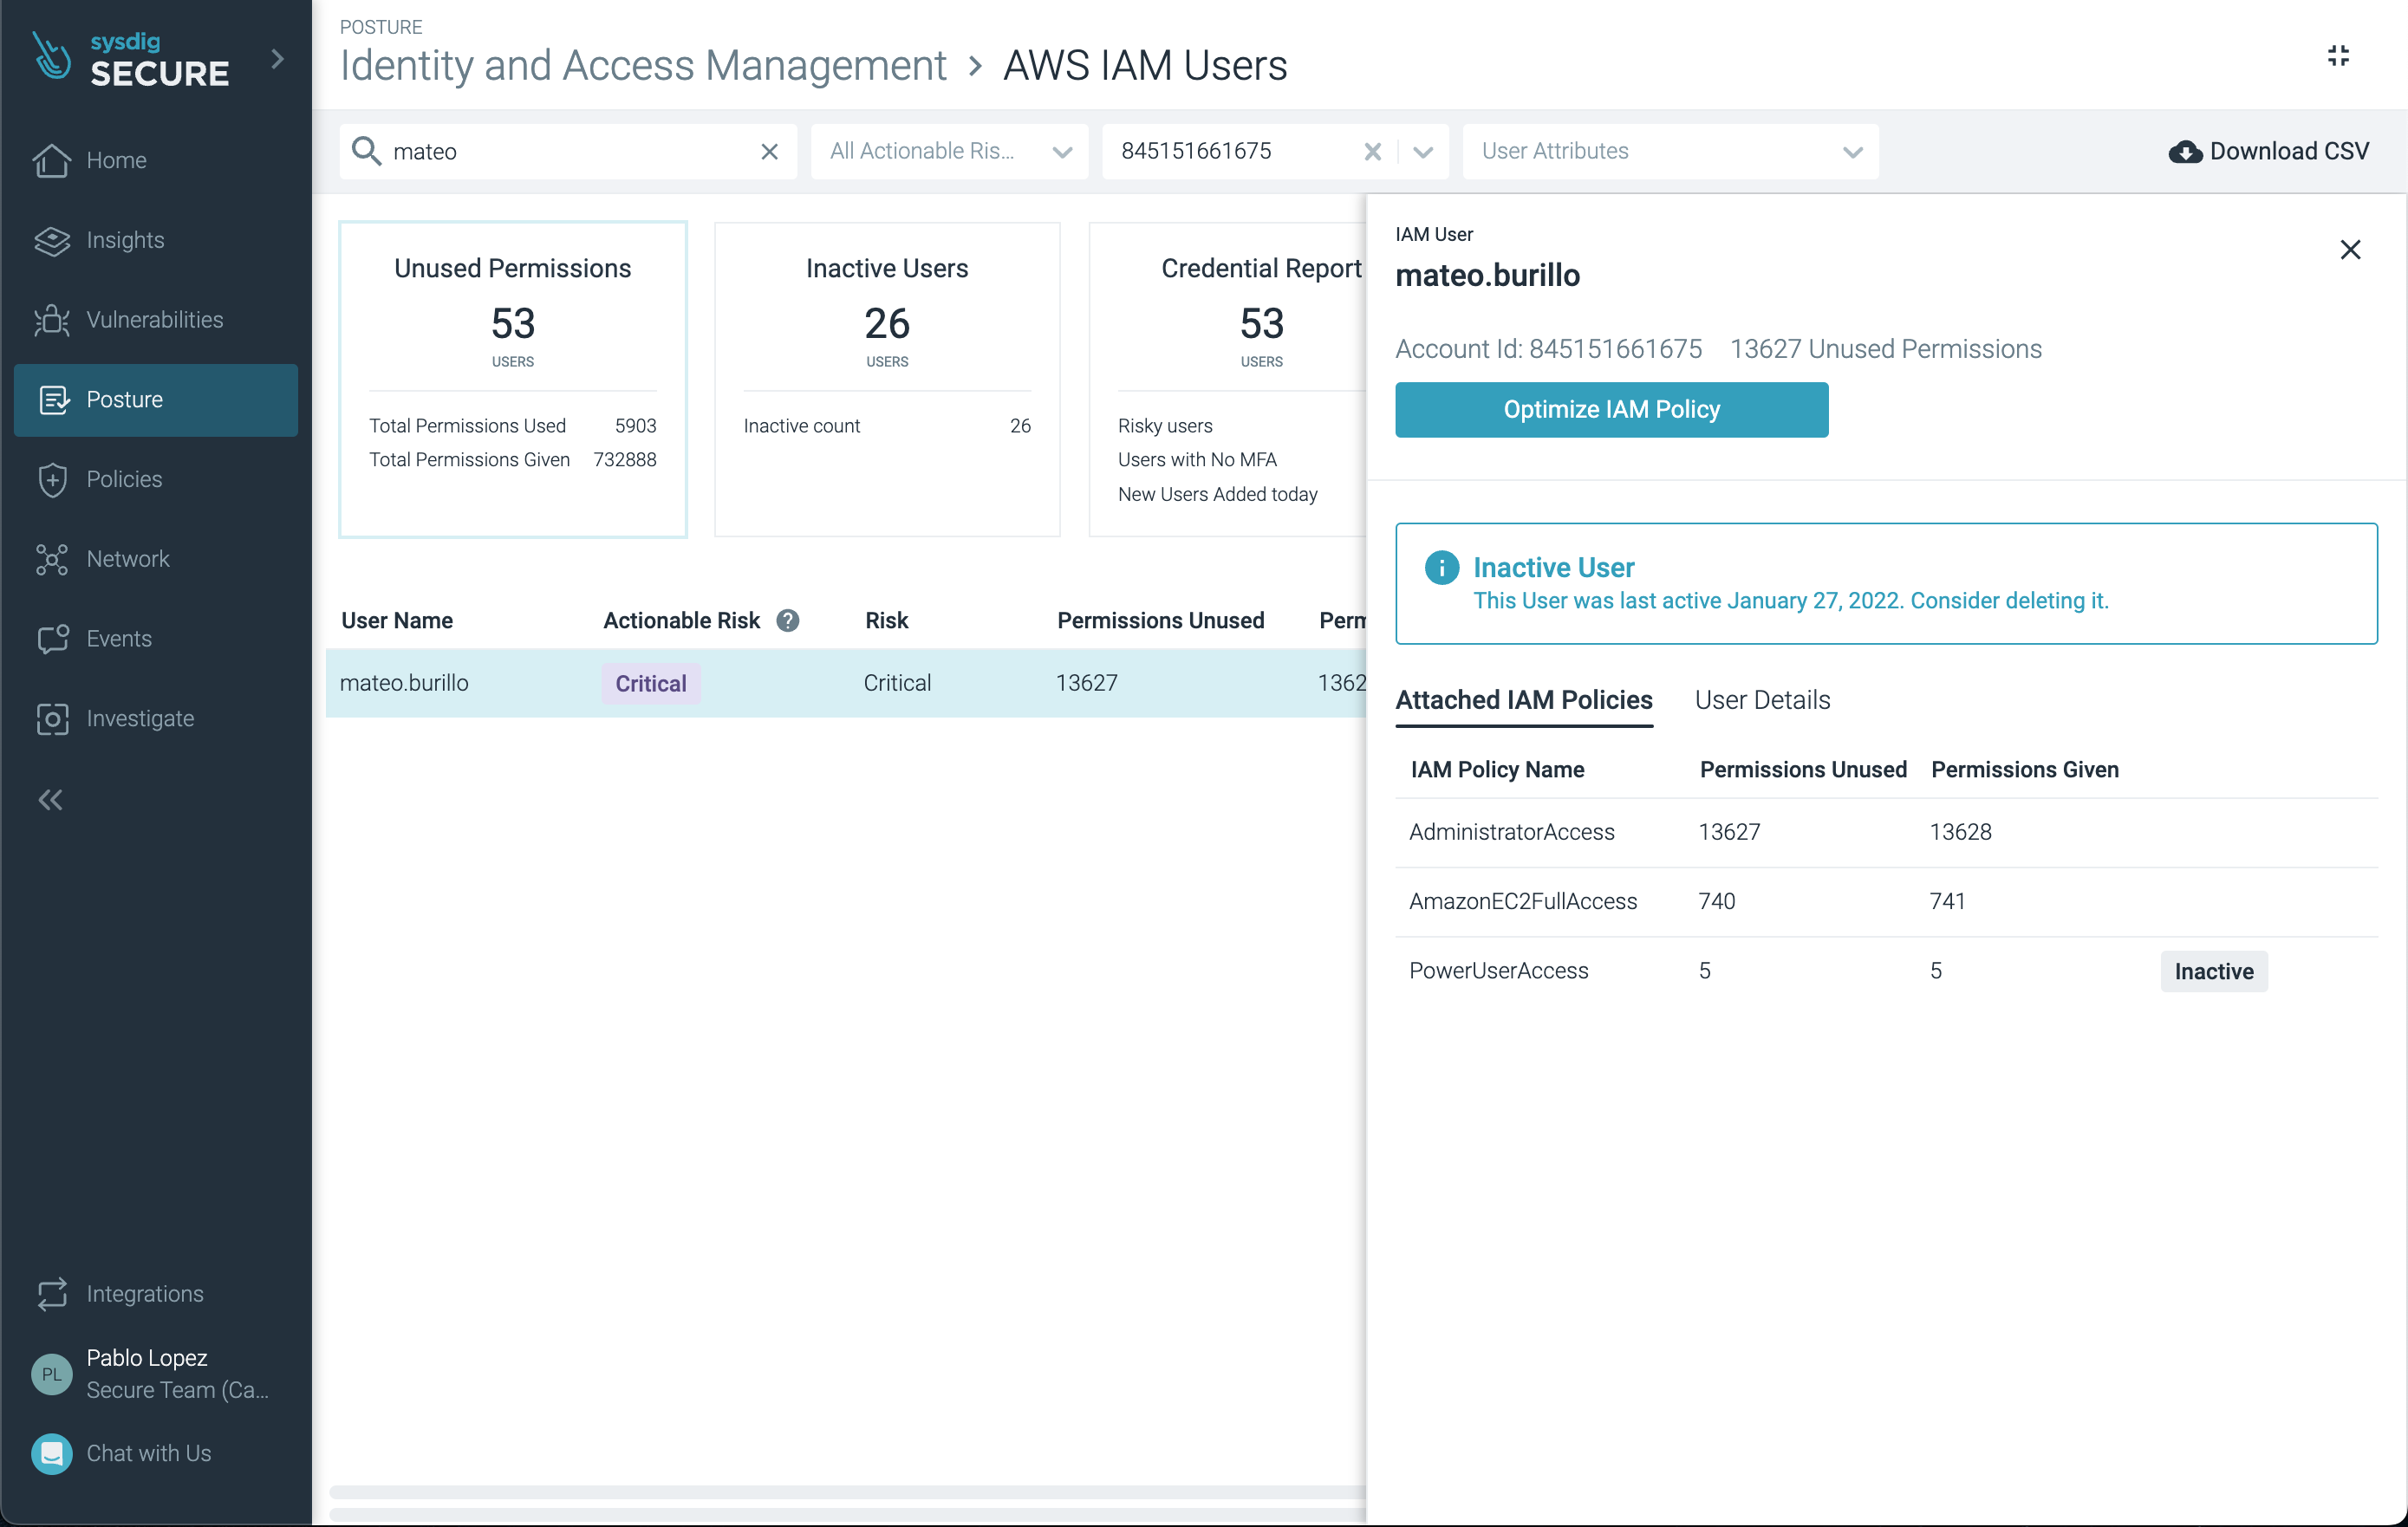 sysdig
SECURE
Home
Insights
Vulnerabilities
Posture
Policies
Network
Events
Investigate
Integrations
PL
Pablo Lopez
Secure Team (Ca...
Chat with Us
POSTURE
Identity and Access Management > AWS IAM Users
mateo
All Actionable Ris...
845151661675
User Attributes
Download CSV
Unused Permissions
53
USERS
Total Permissions Used 5903
Total Permissions Given 732888
Inactive Users
26
USERS
Inactive count 26
Credential Report
53
USERS
Risky users
Users with No MFA
New Users Added today
User Name Actionable Risk ? Risk Permissions Unused Perm
mateo.burillo Critical Critical 13627 1362
IAM User
mateo.burillo
Account Id: 845151661675 13627 Unused Permissions
Optimize IAM Policy
Inactive User
This User was last active January 27, 2022. Consider deleting it.
Attached IAM Policies User Details
IAM Policy Name Permissions Unused Permissions Given
AdministratorAccess 13627 13628
AmazonEC2FullAccess 740 741
PowerUserAccess 5 5 Inactive